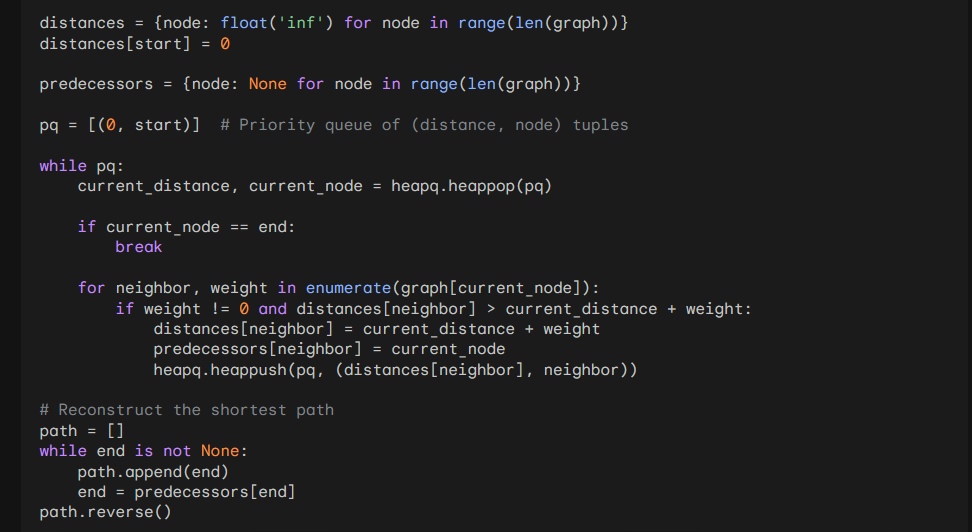 distances = {node: float('inf') for node in range(len(graph))}
distances[start] = 0
predecessors = {node: None for node in range(len(graph))}
pq = [(0, start)]  # Priority queue of (distance, node) tuples
while pq:
    current_distance, current_node = heapq.heappop(pq)
    if current_node == end:
        break
    for neighbor, weight in enumerate(graph[current_node]):
        if weight != 0 and distances[neighbor] > current_distance + weight:
            distances[neighbor] = current_distance + weight
            predecessors[neighbor] = current_node
            heapq.heappush(pq, (distances[neighbor], neighbor))
# Reconstruct the shortest path
path = []
while end is not None:
    path.append(end)
    end = predecessors[end]
path.reverse()